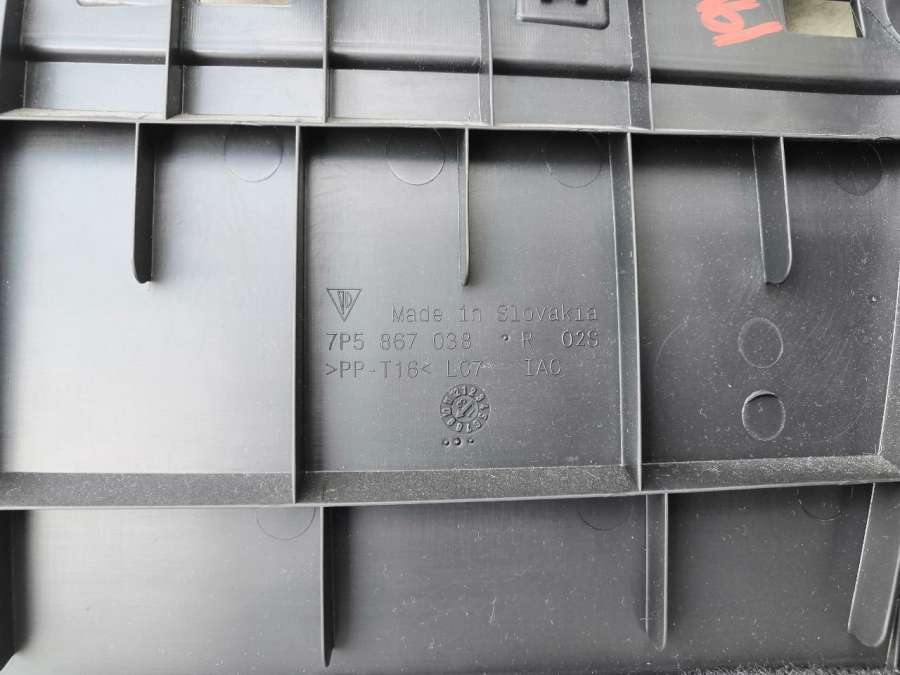 Made in Slovakia
7P5 867 038 • R 02S
>PP-T16< LC7 IAC